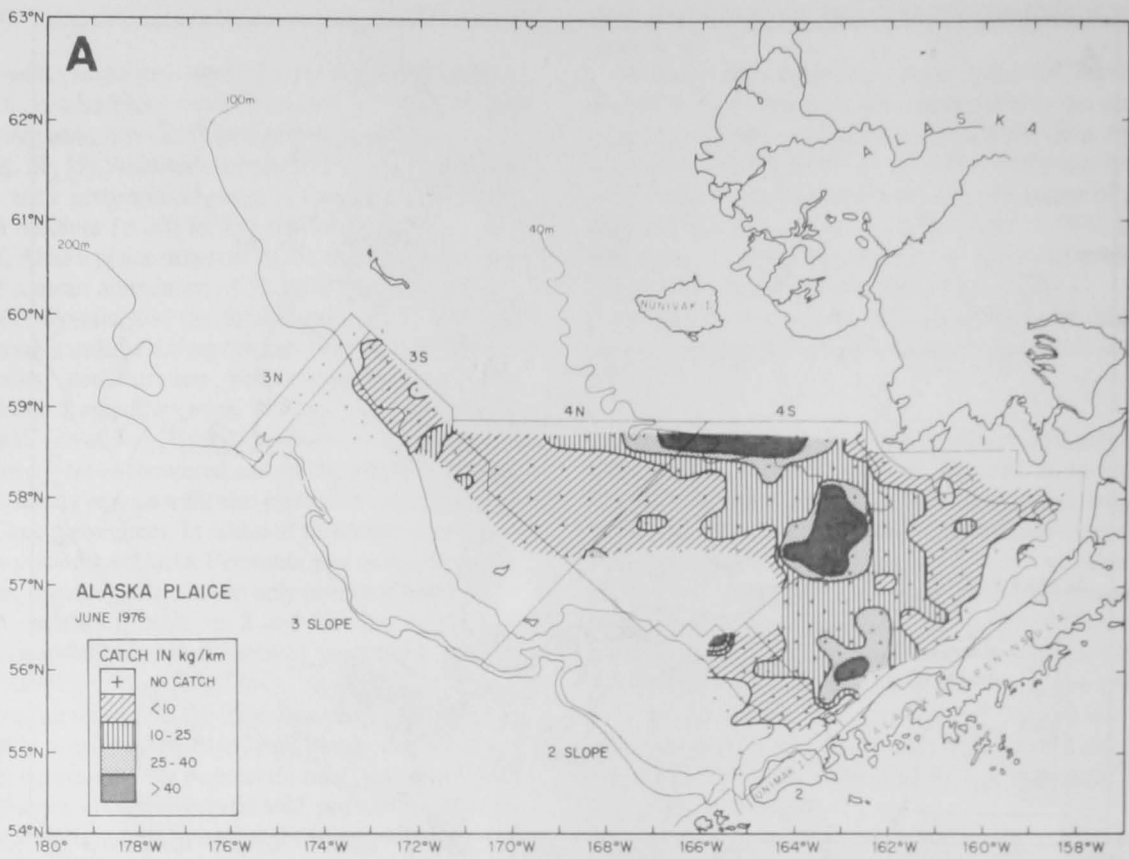 A
63°N
62°N
61°N
60°N
59°N
58°N
57°N
56°N
55°N
54°N
100m
200m
40m
A L A S K A
NUNIVAK I.
3N
3S
4N
4S
1
ALASKA PLAICE
JUNE 1976
CATCH IN kg/km
+ NO CATCH
<10
10-25
25-40
>40
3 SLOPE
2 SLOPE
ALASKA PENINSULA
UNIMAK I.
2
180° 178°W 176°W 174°W 172°W 170°W 168°W 166°W 164°W 162°W 160°W 158°W